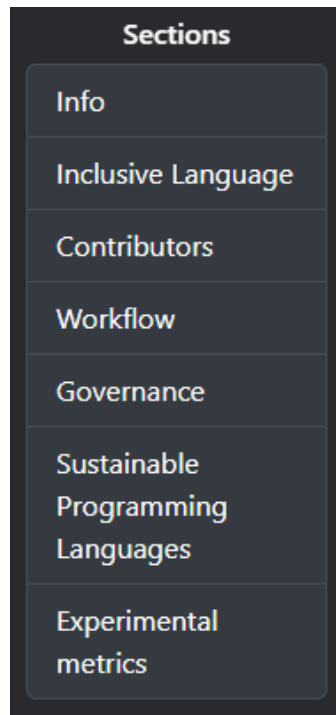 Sections
Info
Inclusive Language
Contributors
Workflow
Governance
Sustainable
Programming
Languages
Experimental
metrics